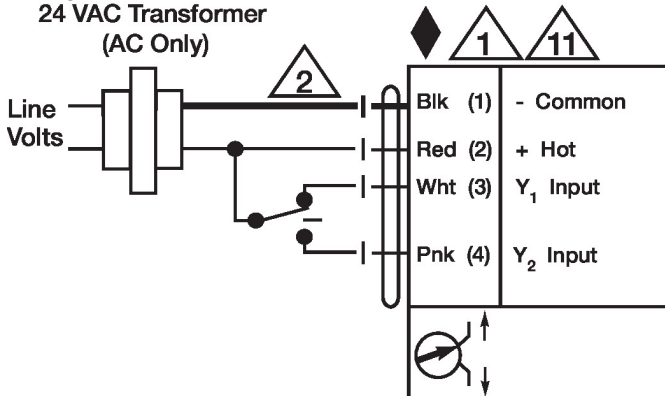 24 VAC Transformer
(AC Only)
1
11
2
Line
Volts
Blk (1) - Common
Red (2) + Hot
Wht (3) Y1 Input
Pnk (4) Y2 Input